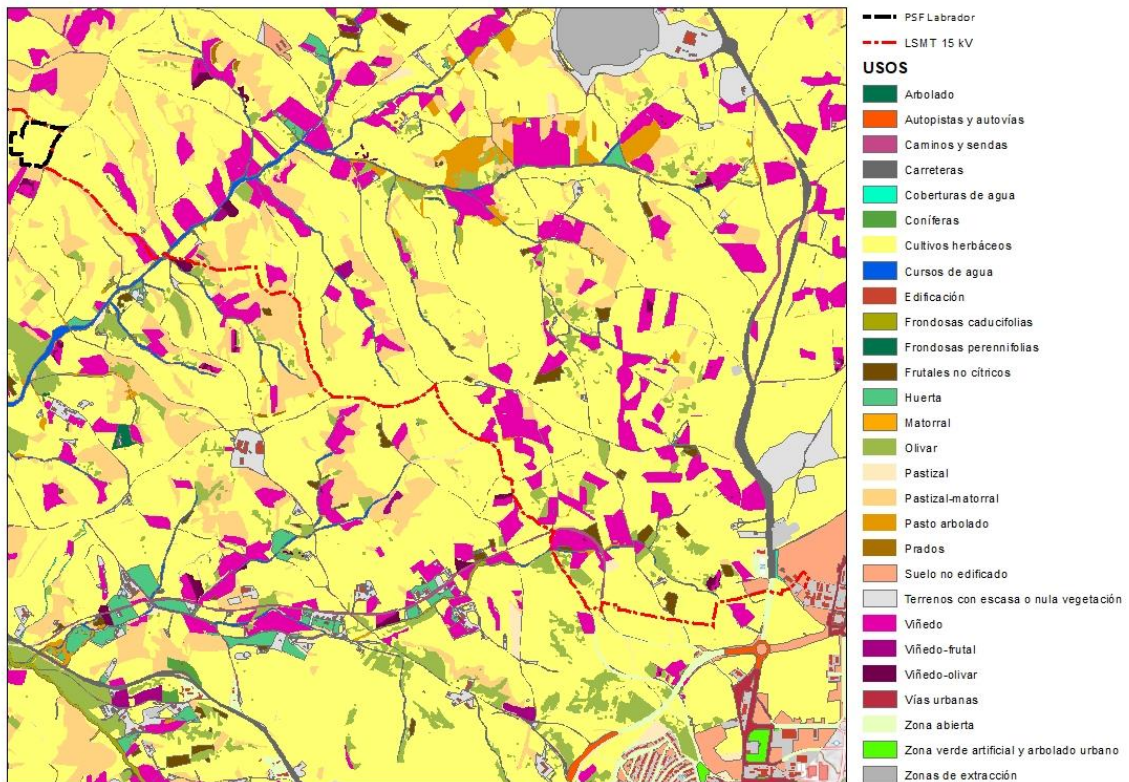 PSF Labrador
LSMT 15 kV
USOS
Arbolado
Autopistas y autovías
Caminos y sendas
Carreteras
Coberturas de agua
Coníferas
Cultivos herbáceos
Cursos de agua
Edificación
Frondosas caducifolias
Frondosas perennifolias
Frutales no cítricos
Huerta
Matorral
Olivar
Pastizal
Pastizal-matorral
Pasto arbolado
Prados
Suelo no edificado
Terrenos con escasa o nula vegetación
Viñedo
Viñedo-frutal
Viñedo-olivar
Vías urbanas
Zona abierta
Zona verde artificial y arbolado urbano
Zonas de extracción